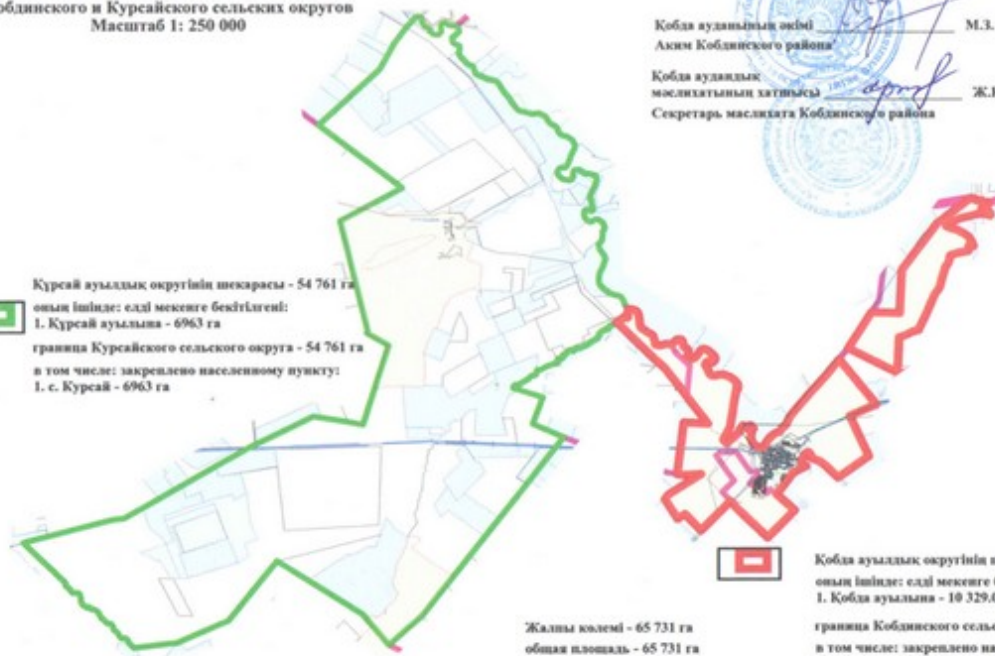 Кобдинского и Курсайского сельских округов
Масштаб 1: 250 000
Қобда ауданының әкімі М.З.
Аким Кобдинского района
Қобда аудандық
мәслихатының хатшысы
Секретарь маслихата Кобдинского района
Құрсай ауылдық округінің шекарасы - 54 761 га
оның ішінде: елді мекенге бекітілгені:
1. Құрсай ауылына - 6963 га
граница Курсайского сельского округа - 54 761 га
в том числе: закреплено населенному пункту:
1. с. Курсай - 6963 га
Қобда ауылдық округінің
оның ішінде: елді мекенге
1. Қобда ауылына - 10 329.
граница Кобдинского
в том числе: закреплено
Жалпы көлемі - 65 731 га
общая площадь - 65 731 га